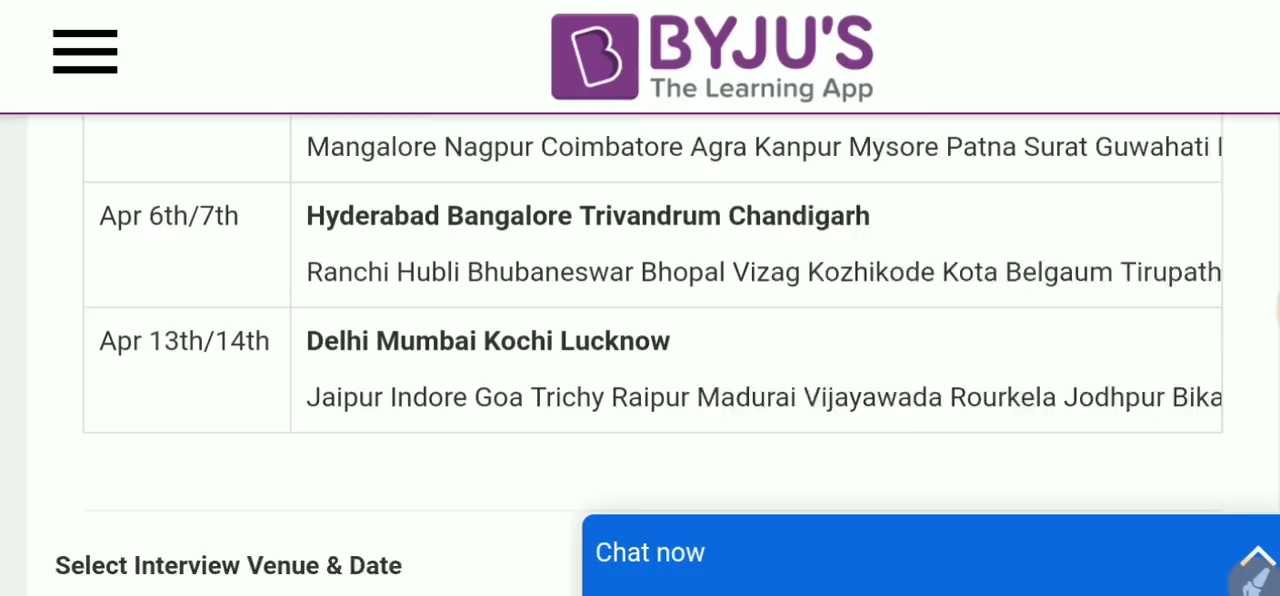 BYJU'S
The Learning App
Mangalore Nagpur Coimbatore Agra Kanpur Mysore Patna Surat Guwahati
Apr 6th/7th
Hyderabad Bangalore Trivandrum Chandigarh
Ranchi Hubli Bhubaneswar Bhopal Vizag Kozhikode Kota Belgaum Tirupath
Apr 13th/14th
Delhi Mumbai Kochi Lucknow
Jaipur Indore Goa Trichy Raipur Madurai Vijayawada Rourkela Jodhpur Bika
Chat now
Select Interview Venue & Date